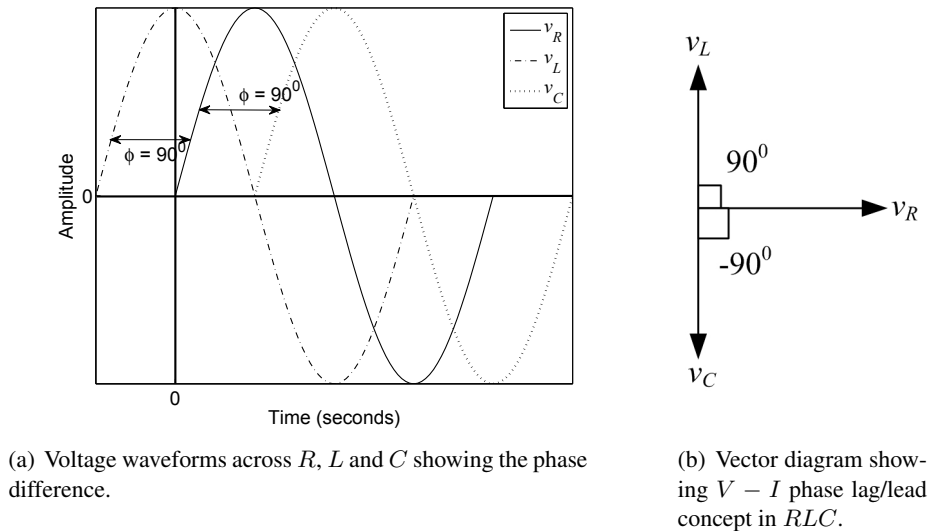 v_R
v_L
v_C
ϕ = 90⁰
ϕ = 90⁰
Amplitude
0
0
Time (seconds)
(a) Voltage waveforms across R, L and C showing the phase
difference.
v_L
90⁰
v_R
-90⁰
v_C
(b) Vector diagram show-
ing V − I phase lag/lead
concept in RLC.